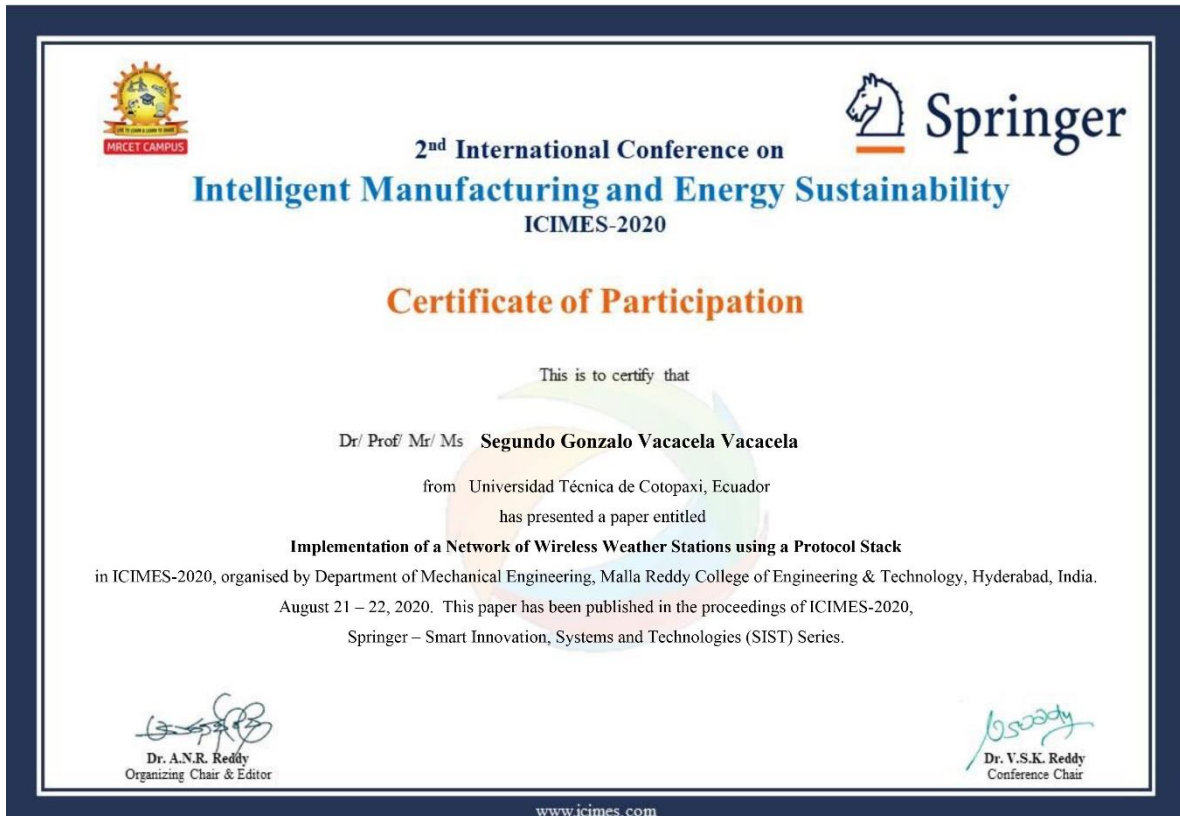 MRCET CAMPUS
Springer
2nd International Conference on
Intelligent Manufacturing and Energy Sustainability
ICIMES-2020
Certificate of Participation
This is to certify that
Dr/ Prof/ Mr/ Ms Segundo Gonzalo Vacacela Vacacela
from Universidad Técnica de Cotopaxi, Ecuador
has presented a paper entitled
Implementation of a Network of Wireless Weather Stations using a Protocol Stack
in ICIMES-2020, organised by Department of Mechanical Engineering, Malla Reddy College of Engineering & Technology, Hyderabad, India.
August 21 – 22, 2020. This paper has been published in the proceedings of ICIMES-2020,
Springer – Smart Innovation, Systems and Technologies (SIST) Series.
Dr. A.N.R. Reddy
Organizing Chair & Editor
Dr. V.S.K. Reddy
Conference Chair
www.icimes.com